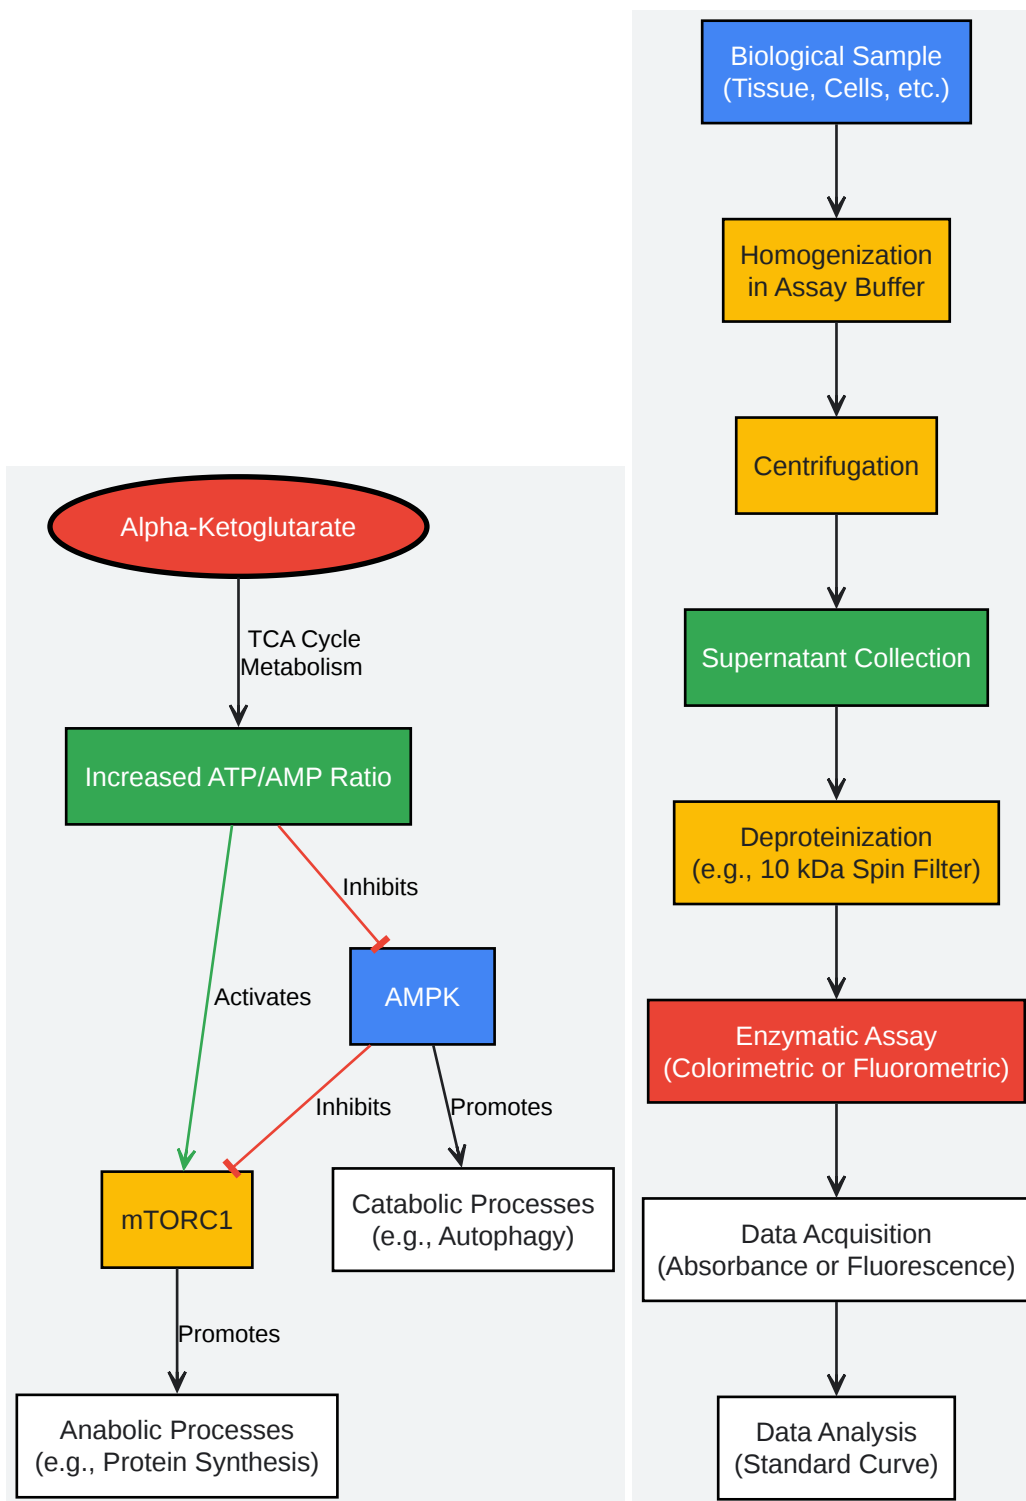 Alpha-Ketoglutarate
TCA Cycle
Metabolism
Increased ATP/AMP Ratio
Inhibits
Activates
AMPK
Inhibits
Promotes
mTORC1
Catabolic Processes
(e.g., Autophagy)
Promotes
Anabolic Processes
(e.g., Protein Synthesis)
Biological Sample
(Tissue, Cells, etc.)
Homogenization
in Assay Buffer
Centrifugation
Supernatant Collection
Deproteinization
(e.g., 10 kDa Spin Filter)
Enzymatic Assay
(Colorimetric or Fluorometric)
Data Acquisition
(Absorbance or Fluorescence)
Data Analysis
(Standard Curve)